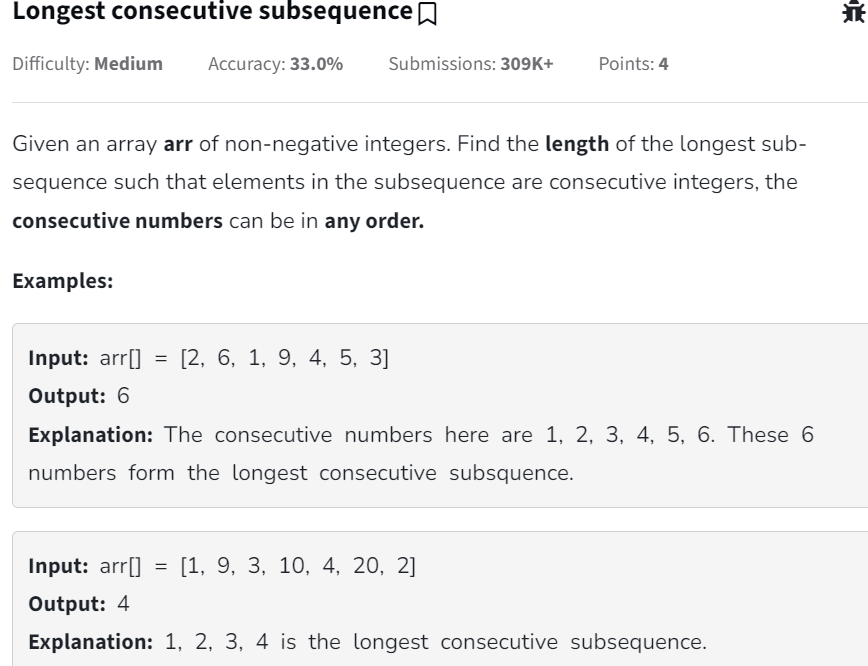 Longest consecutive subsequence
Difficulty: Medium Accuracy: 33.0% Submissions: 309K+ Points: 4
Given an array arr of non-negative integers. Find the length of the longest sub-
sequence such that elements in the subsequence are consecutive integers, the
consecutive numbers can be in any order.
Examples:
Input: arr[] = [2, 6, 1, 9, 4, 5, 3]
Output: 6
Explanation: The consecutive numbers here are 1, 2, 3, 4, 5, 6. These 6
numbers form the longest consecutive subsquence.
Input: arr[] = [1, 9, 3, 10, 4, 20, 2]
Output: 4
Explanation: 1, 2, 3, 4 is the longest consecutive subsequence.